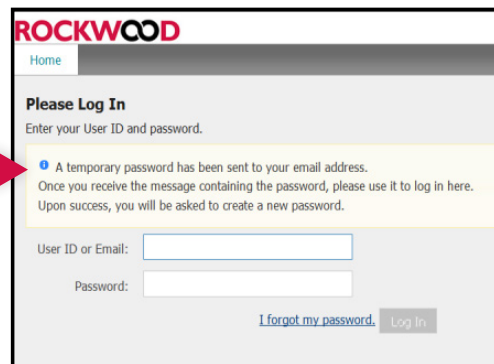 ROCKWOOD
Home
Please Log In
Enter your User ID and password.
A temporary password has been sent to your email address.
Once you receive the message containing the password, please use it to log in here.
Upon success, you will be asked to create a new password.
User ID or Email:
Password:
I forgot my password. Log In